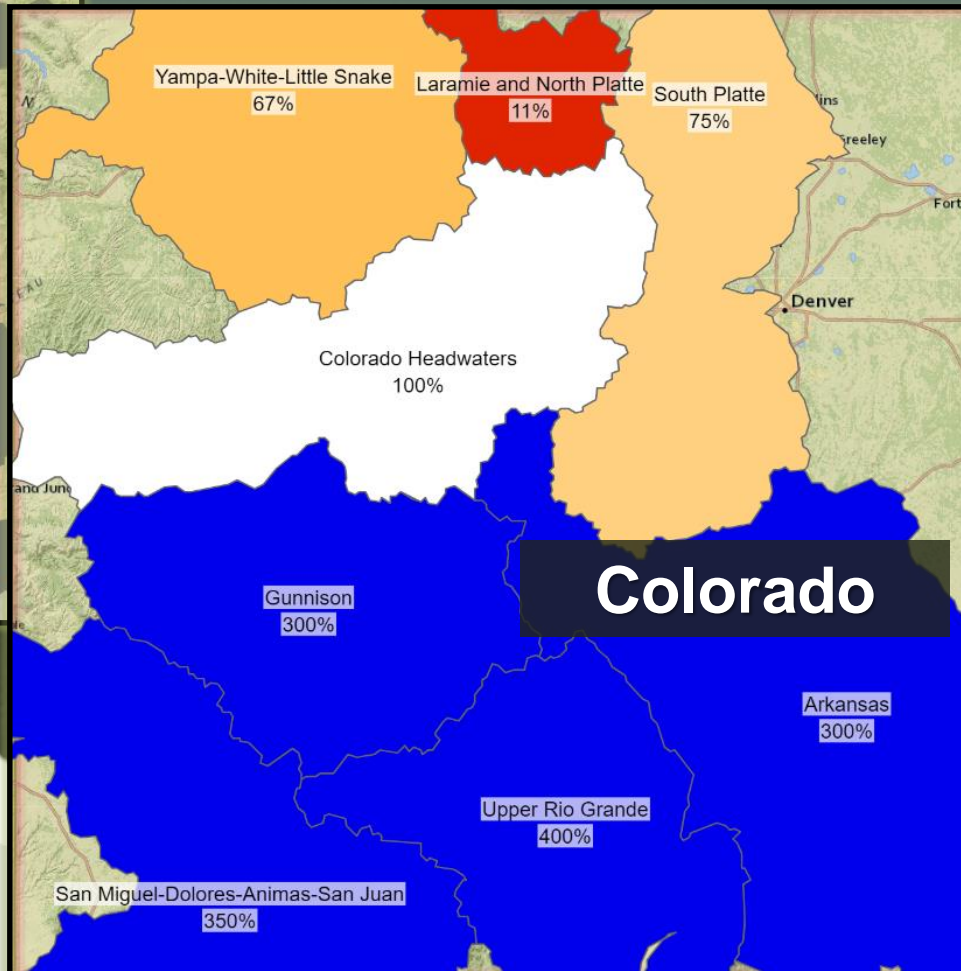 Yampa-White-Little Snake
67%
Laramie and North Platte
11%
South Platte
75%
Greeley
Fort
Denver
Colorado Headwaters
100%
Colorado
Gunnison
300%
Arkansas
300%
Upper Rio Grande
400%
San Miguel-Dolores-Animas-San Juan
350%